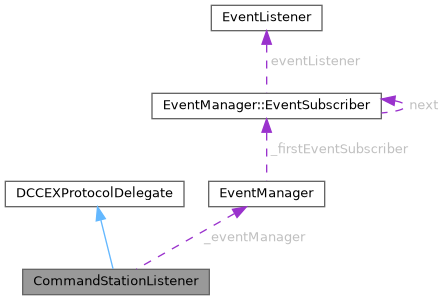 EventListener
eventListener
EventManager::EventSubscriber
next
_firstEventSubscriber
DCCEXProtocolDelegate
EventManager
_eventManager
CommandStationListener